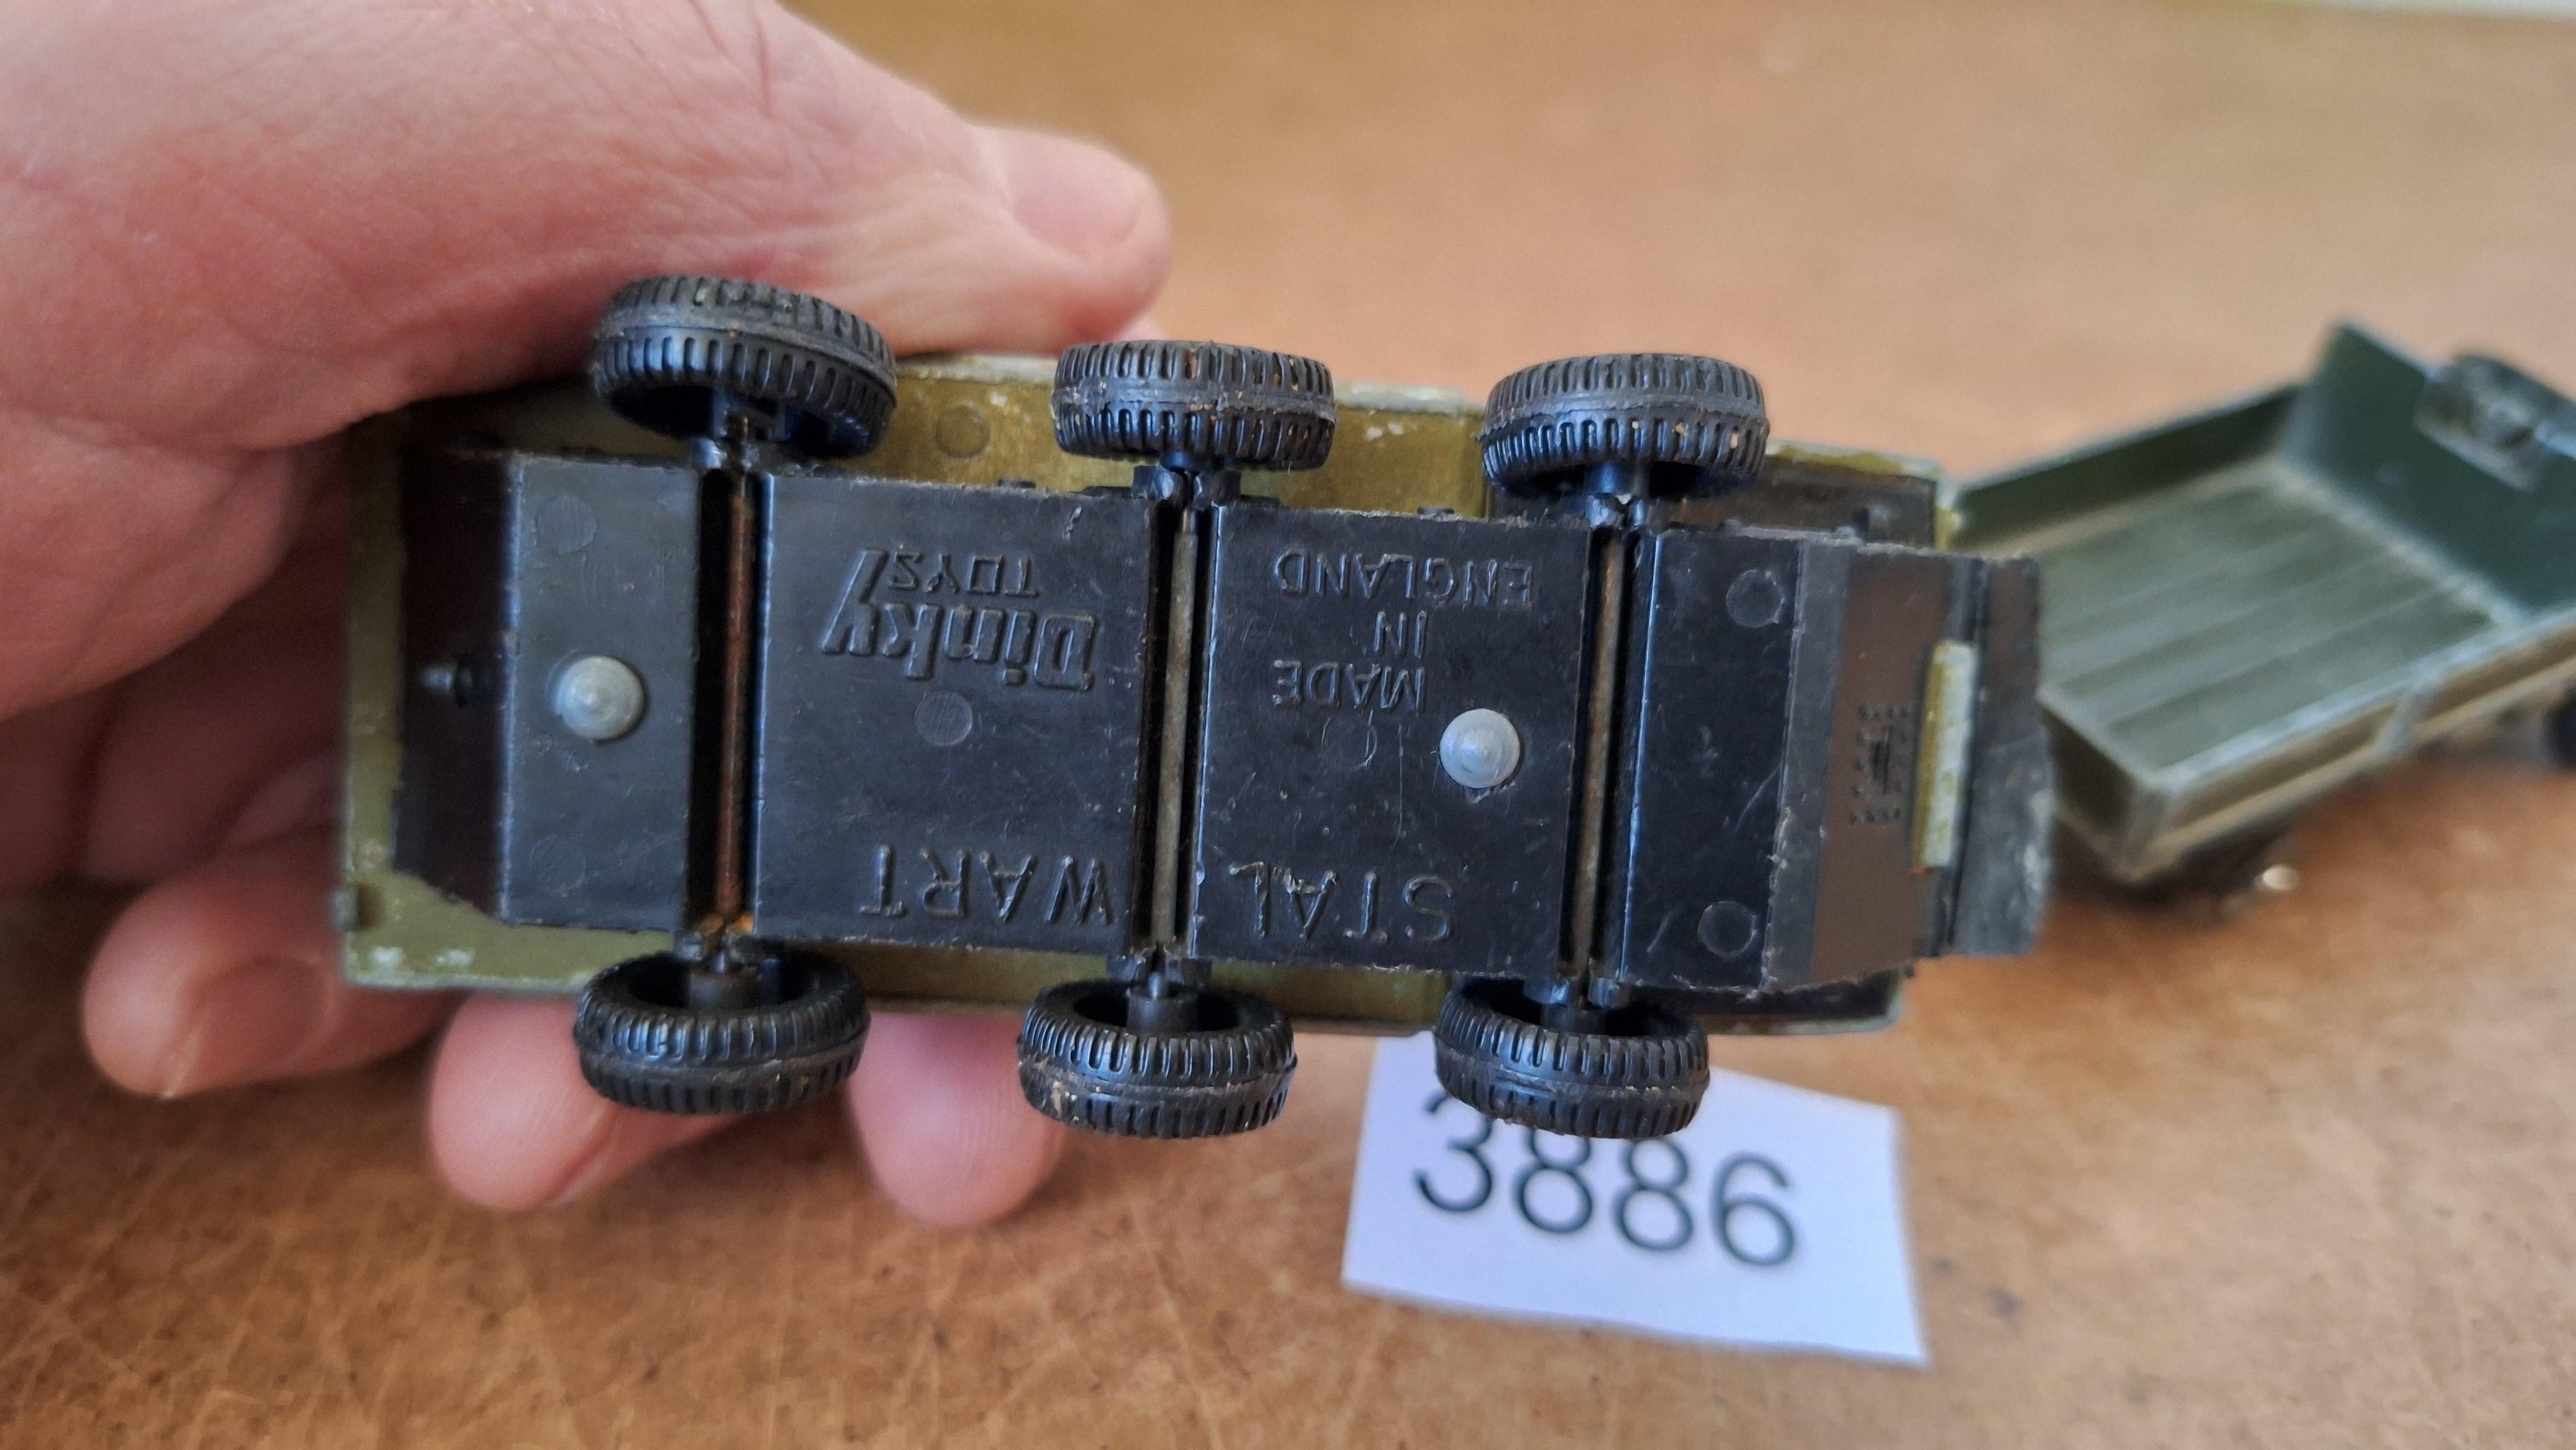 STAL WART
MADE
IN
ENGLAND
Dinky
TOYS
3886